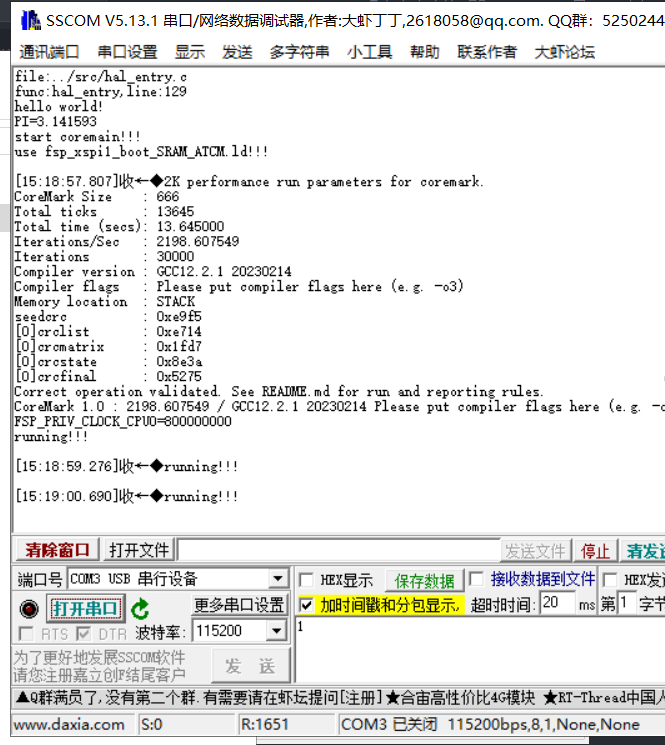 SSCOM V5.13.1 串口/网络数据调试器,作者:大虾丁丁,2618058@qq.com. QQ群: 5250244
通讯端口 串口设置 显示 发送 多字符串 小工具 帮助 联系作者 大虾论坛
file:../src/hal_entry.c
func:hal_entry,line:129
hello world!
PI=3.141593
start coremain!!!
use fsp_xspi1_boot_SRAM_ATCM.ld!!!
[15:18:57.807]收←◆2K performance run parameters for coremark.
CoreMark Size : 666
Total ticks : 13645
Total time (secs): 13.645000
Iterations/Sec : 2198.607549
Iterations : 30000
Compiler version : GCC12.2.1 20230214
Compiler flags : Please put compiler flags here (e.g. -o3)
Memory location : STACK
seedcrc : 0xe9f5
[0]crclist : 0xe714
[0]crcmatrix : 0x1fd7
[0]crcstate : 0x8e3a
[0]crcfinal : 0x5275
Correct operation validated. See README.md for run and reporting rules.
CoreMark 1.0 : 2198.607549 / GCC12.2.1 20230214 Please put compiler flags here (e.g. -o
FSP_PRIV_CLOCK_CPU0=800000000
running!!!
[15:18:59.276]收←◆running!!!
[15:19:00.690]收←◆running!!!
清除窗口 打开文件 发送文件 停止 清发送
端口号 COM3 USB 串行设备 HEX显示 保存数据 接收数据到文件 HEX发送
打开串口 更多串口设置 加时间戳和分包显示, 超时时间: 20 ms 第 1 字节
RTS DTR 波特率: 115200 1
为了更好地发展SSCOM软件
请您注册嘉立创F结尾客户 发 送
▲Q群满员了,没有第二个群.有需要请在虾坛提问[注册]★合宙高性价比4G模块 ★RT-Thread中国人
www.daxia.com S:0 R:1651 COM3 已关闭 115200bps,8,1,None,None